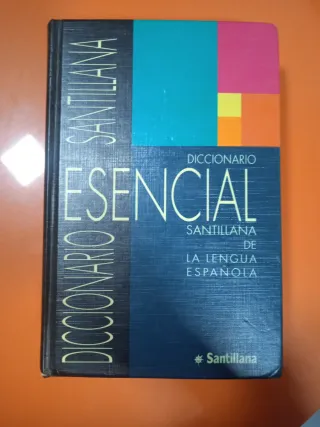 DICCIONARIO SANTILLANA
DICCIONARIO
ESENCIAL
SANTILLANA
DE
LA LENGUA
ESPAÑOLA
Santillana